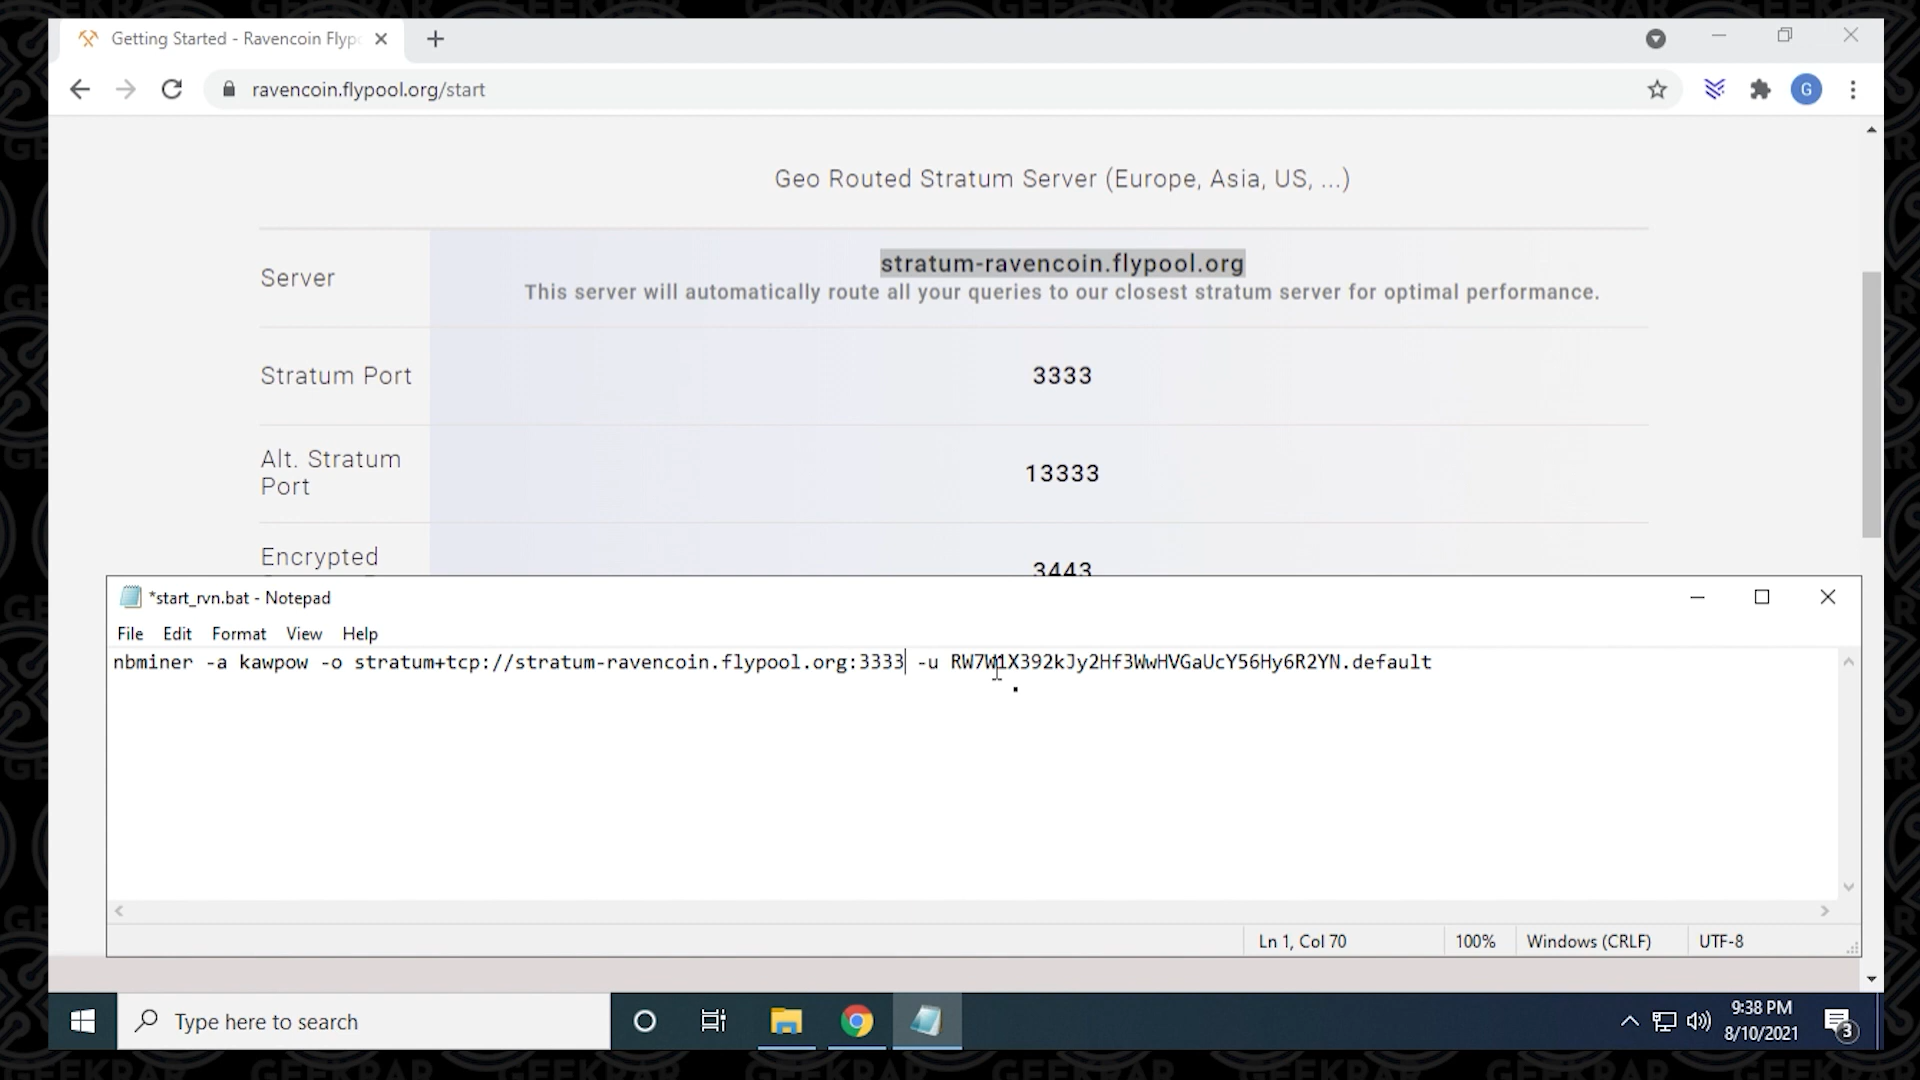 Getting Started - Ravencoin Flyp
ravencoin.flypool.org/start
G
Geo Routed Stratum Server (Europe, Asia, US, ...)
Server
stratum-ravencoin.flypool.org
This server will automatically route all your queries to our closest stratum server for optimal performance.
Stratum Port
3333
Alt. Stratum
Port
13333
Encrypted
3443
*start_rvn.bat - Notepad
File Edit Format View Help
nbminer -a kawpow -o stratum+tcp://stratum-ravencoin.flypool.org:3333 -u RW7W1X392kJy2Hf3WwHVGaUcY56Hy6R2YN.default
Ln 1, Col 70
100%
Windows (CRLF)
UTF-8
Type here to search
9:38 PM
8/10/2021
3